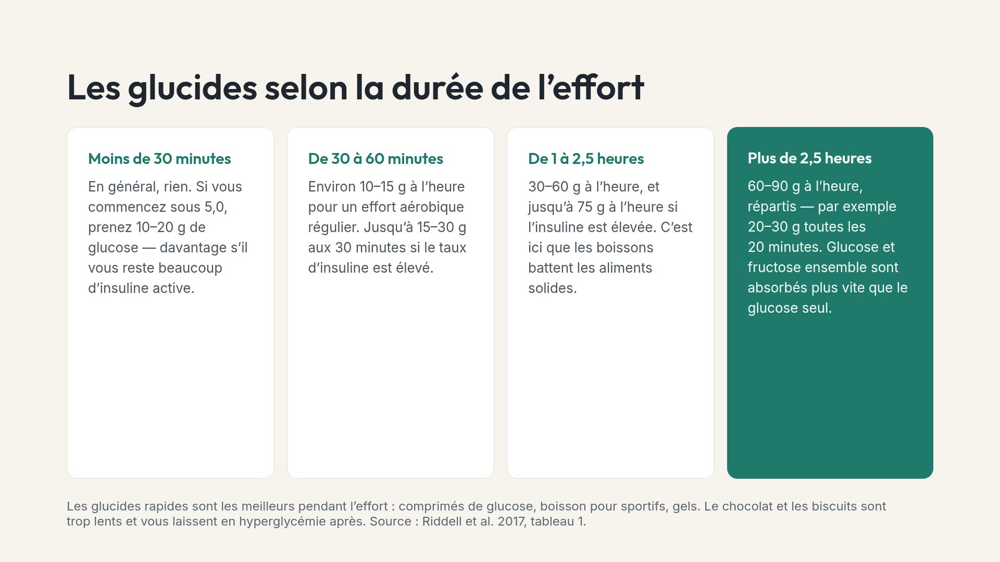 Les glucides selon la durée de l’effort
Moins de 30 minutes
En général, rien. Si vous
commencez sous 5,0,
prenez 10–20 g de
glucose — davantage s’il
vous reste beaucoup
d’insuline active.
De 30 à 60 minutes
Environ 10–15 g à l’heure
pour un effort aérobique
régulier. Jusqu’à 15–30 g
aux 30 minutes si le taux
d’insuline est élevé.
De 1 à 2,5 heures
30–60 g à l’heure, et
jusqu’à 75 g à l’heure si
l’insuline est élevée. C’est
ici que les boissons
battent les aliments
solides.
Plus de 2,5 heures
60–90 g à l’heure,
répartis — par exemple
20–30 g toutes les
20 minutes. Glucose et
fructose ensemble sont
absorbés plus vite que le
glucose seul.
Les glucides rapides sont les meilleurs pendant l’effort : comprimés de glucose, boisson pour sportifs, gels. Le chocolat et les biscuits sont
trop lents et vous laissent en hyperglycémie après. Source : Riddell et al. 2017, tableau 1.